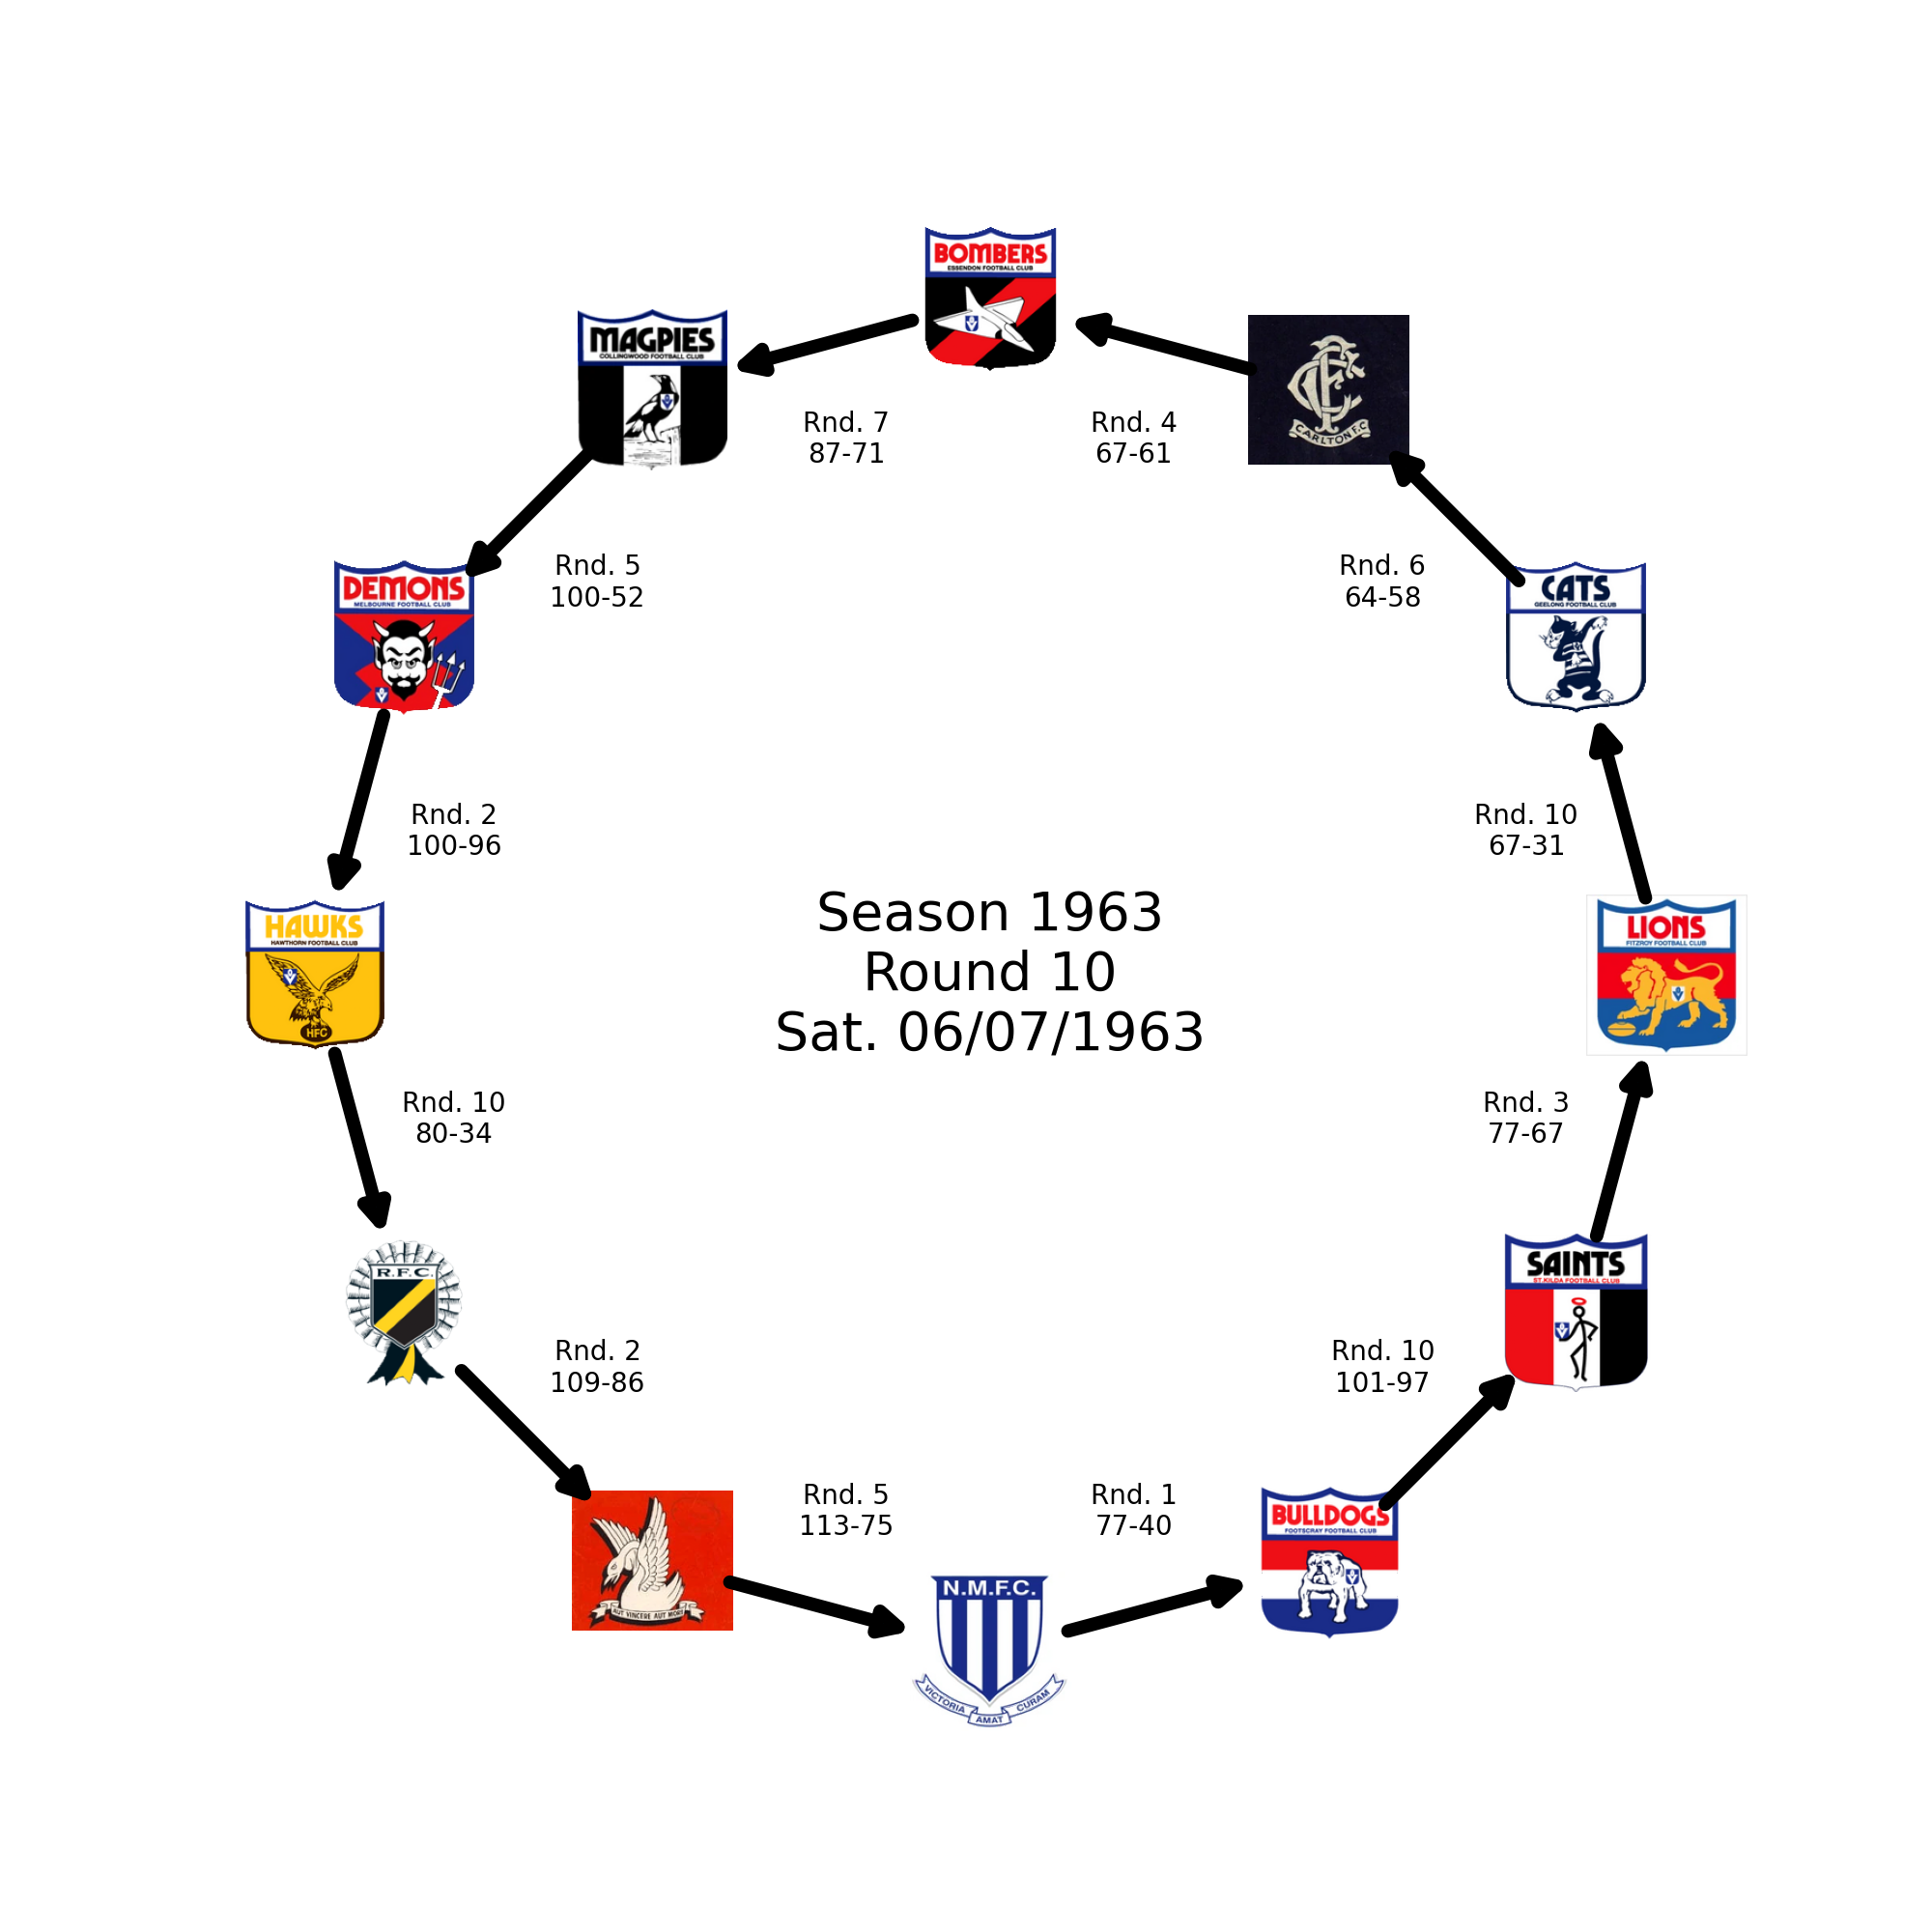 BOMBERS
ESSENDON FOOTBALL CLUB
MAGPIES
COLLINGWOOD FOOTBALL CLUB
CARLTON F.C
Rnd. 7
87-71
Rnd. 4
67-61
DEMONS
MELBOURNE FOOTBALL CLUB
Rnd. 5
100-52
Rnd. 6
64-58
CATS
GEELONG FOOTBALL CLUB
Rnd. 2
100-96
Rnd. 10
67-31
HAWKS
HAWTHORN FOOTBALL CLUB
HFC
Season 1963
Round 10
Sat. 06/07/1963
LIONS
FITZROY FOOTBALL CLUB
Rnd. 10
80-34
Rnd. 3
77-67
R.F.C.
SAINTS
ST.KILDA FOOTBALL CLUB
Rnd. 2
109-86
Rnd. 10
101-97
AUT VINCERE AUT MORI
Rnd. 5
113-75
Rnd. 1
77-40
BULLDOGS
FOOTSCRAY FOOTBALL CLUB
N.M.F.C.
VICTORIA AMAT CURAM